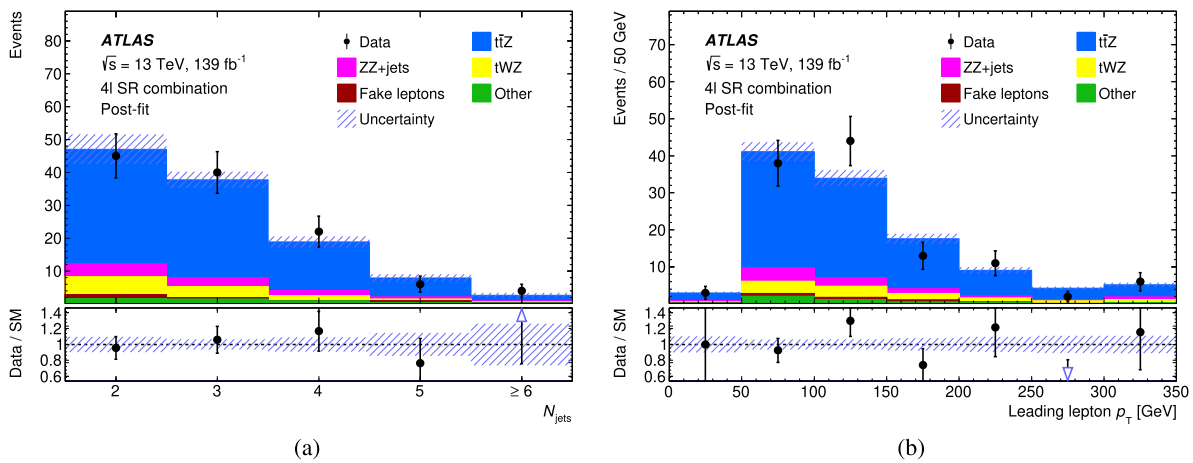 Events
80
70
60
50
40
30
20
10
ATLAS
√s = 13 TeV, 139 fb-1
4l SR combination
Post-fit
Data
tt̄Z
ZZ+jets
tWZ
Fake leptons
Other
Uncertainty
Data / SM
1.4
1.2
1
0.8
0.6
2
3
4
5
≥ 6
Njets
(a)
Events / 50 GeV
70
60
50
40
30
20
10
ATLAS
√s = 13 TeV, 139 fb-1
4l SR combination
Post-fit
Data
tt̄Z
ZZ+jets
tWZ
Fake leptons
Other
Uncertainty
Data / SM
1.4
1.2
1
0.8
0.6
0
50
100
150
200
250
300
350
Leading lepton pT [GeV]
(b)